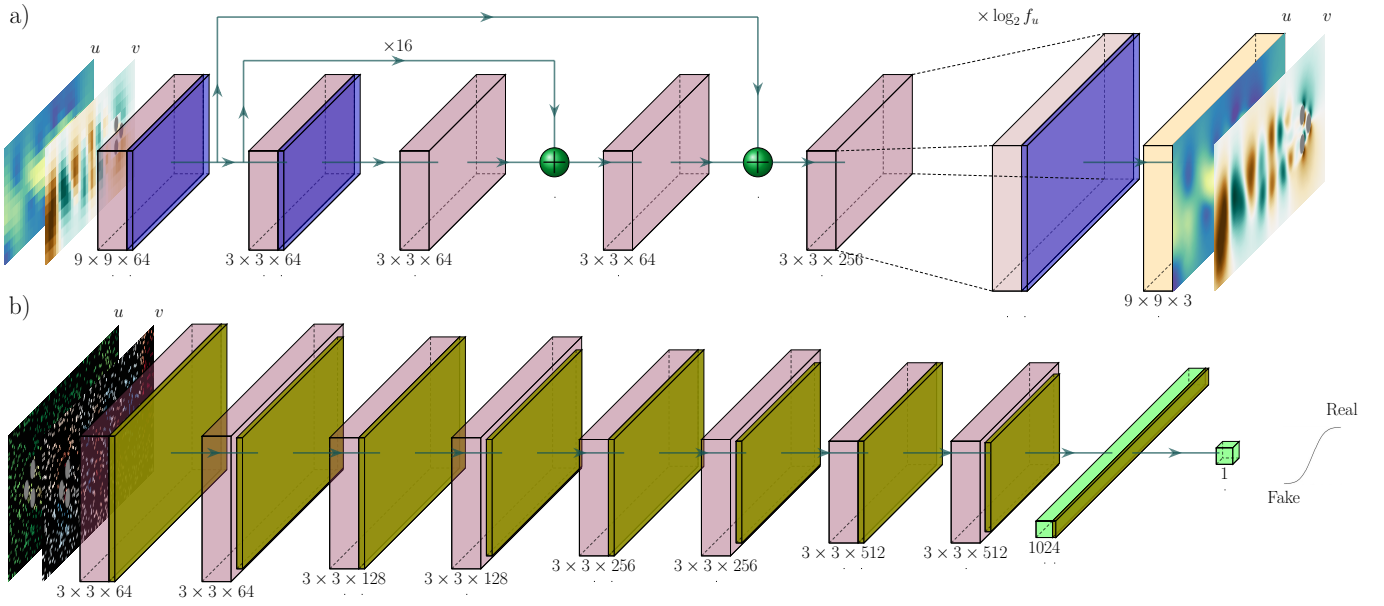 a)
u
v
×16
× log₂ fᵤ
u
v
9 × 9 × 64
3 × 3 × 64
3 × 3 × 64
3 × 3 × 64
3 × 3 × 256
9 × 9 × 3
b)
u
v
3 × 3 × 64
3 × 3 × 64
3 × 3 × 128
3 × 3 × 128
3 × 3 × 256
3 × 3 × 256
3 × 3 × 512
3 × 3 × 512
1024
1
Real
Fake